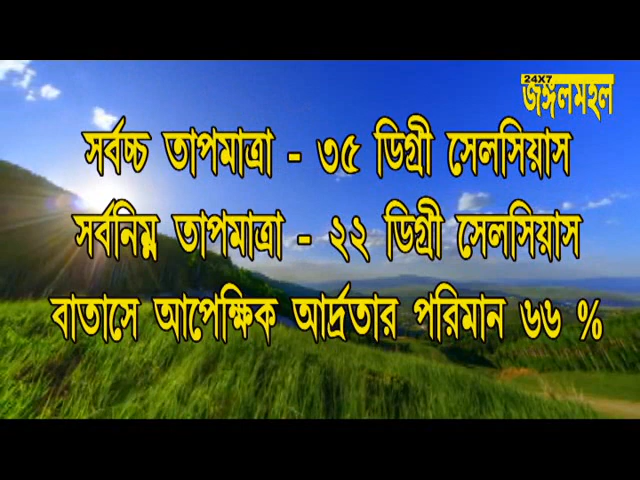 24X7
জঙ্গলমহল
সর্বচ্চ তাপমাত্রা - ৩৫ ডিগ্রী সেলসিয়াস
সর্বনিম্ন তাপমাত্রা - ২২ ডিগ্রী সেলসিয়াস
বাতাসে আপেক্ষিক আর্দ্রতার পরিমান ৬৬ %